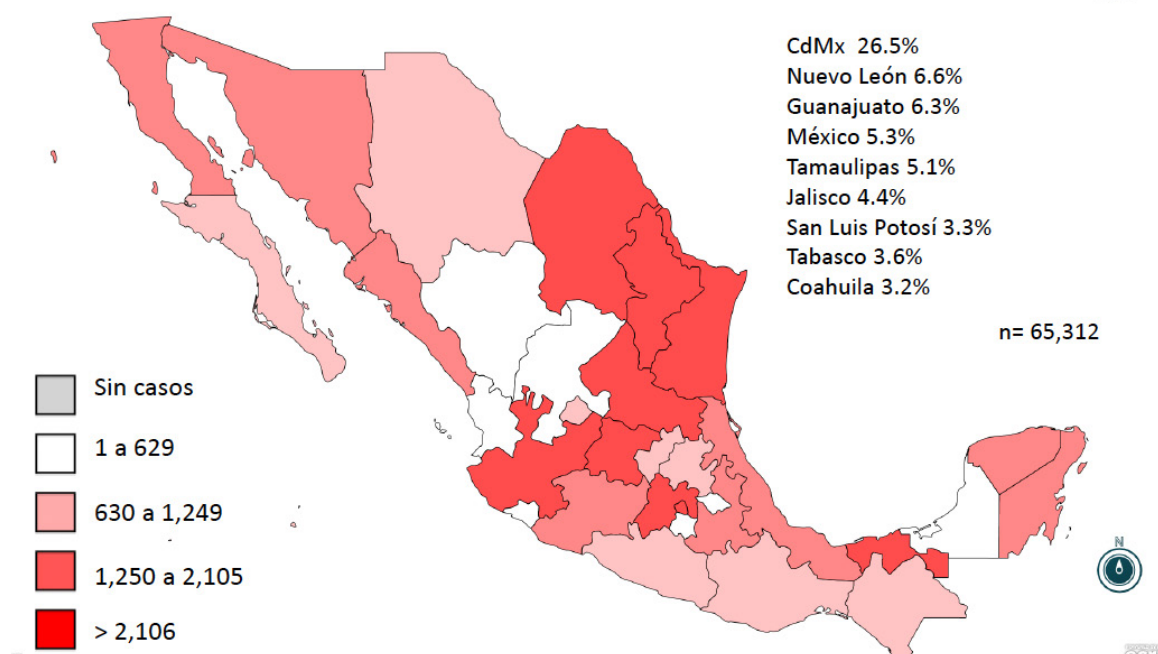 CdMx 26.5%
Nuevo León 6.6%
Guanajuato 6.3%
México 5.3%
Tamaulipas 5.1%
Jalisco 4.4%
San Luis Potosí 3.3%
Tabasco 3.6%
Coahuila 3.2%
n= 65,312
Sin casos
1 a 629
630 a 1,249
1,250 a 2,105
> 2,106
N